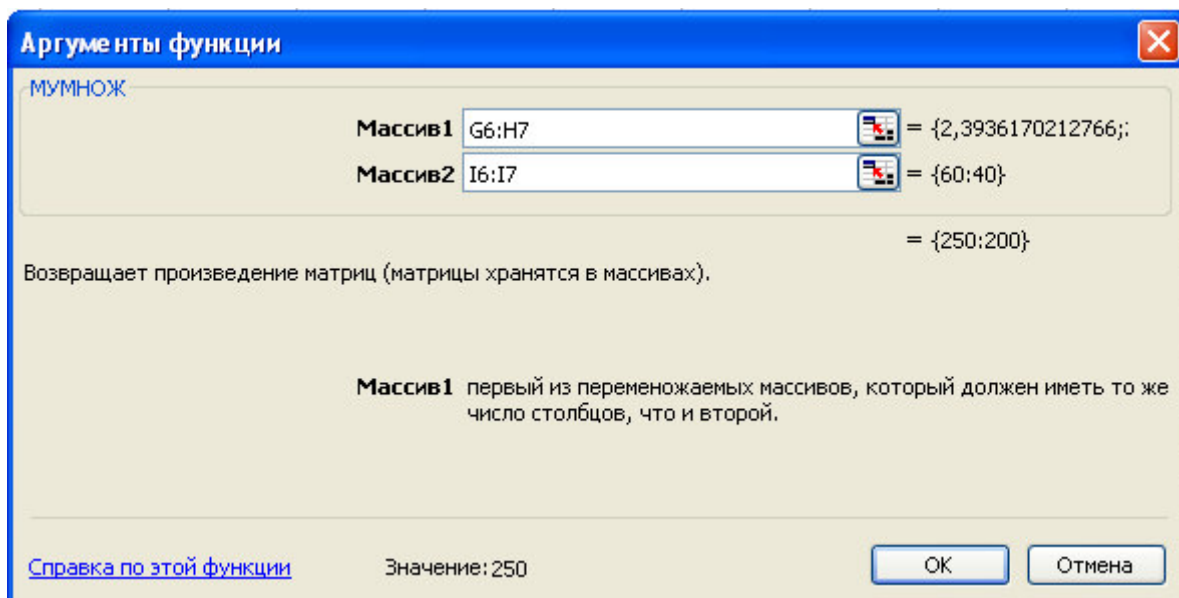 Аргументы функции
МУМНОЖ
Массив1 G6:H7 = {2,3936170212766;:
Массив2 I6:I7 = {60:40}
= {250:200}
Возвращает произведение матриц (матрицы хранятся в массивах).
Массив1 первый из перемножаемых массивов, который должен иметь то же
число столбцов, что и второй.
Справка по этой функции Значение: 250 ОК Отмена